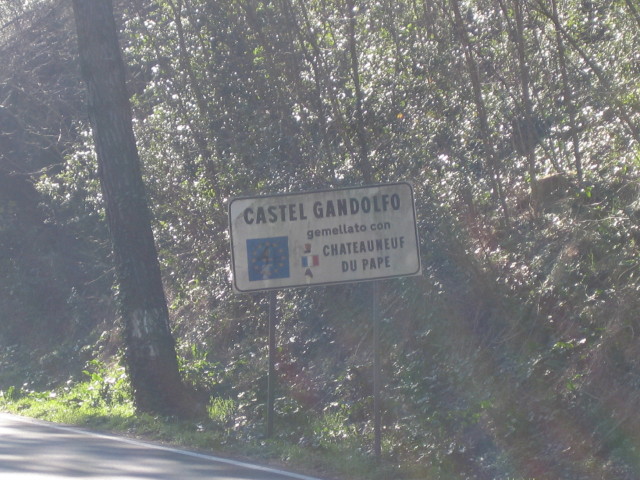 CASTEL GANDOLFO
gemellato con
CHATEAUNEUF
DU PAPE